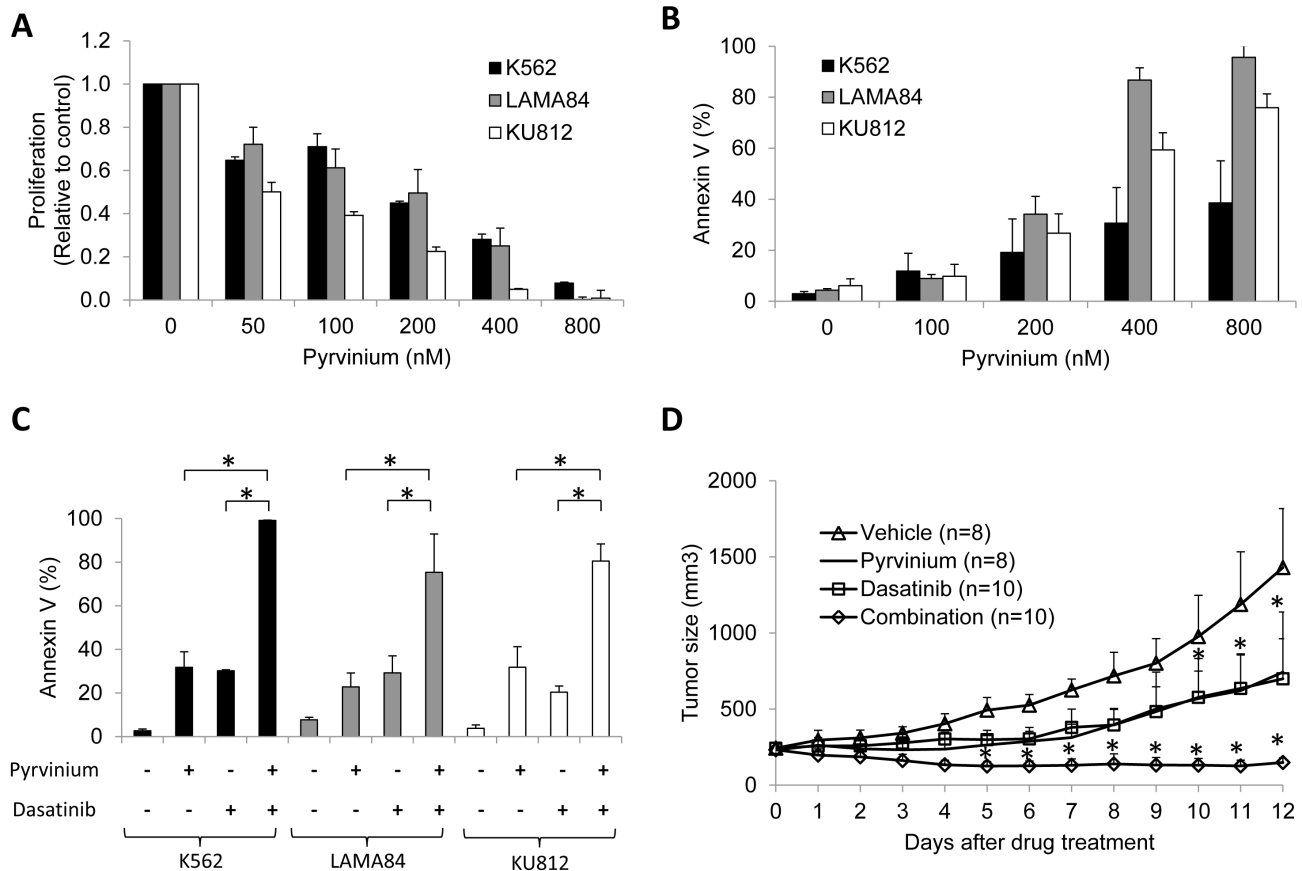 A
1.2
1.0
0.8
0.6
0.4
0.2
0.0
Proliferation
(Relative to control)
K562
LAMA84
KU812
0 50 100 200 400 800
Pyrvinium (nM)
B
100
80
60
40
20
0
Annexin V (%)
K562
LAMA84
KU812
0 100 200 400 800
Pyrvinium (nM)
C
* * *
* * *
100
80
60
40
20
0
Annexin V (%)
Pyrvinium - + - + - + - + - + - +
Dasatinib - - + + - - + + - - + +
K562 LAMA84 KU812
D
2000
1500
1000
500
0
Tumor size (mm3)
Vehicle (n=8)
Pyrvinium (n=8)
Dasatinib (n=10)
Combination (n=10)
* * *
* * * * * * * *
0 1 2 3 4 5 6 7 8 9 10 11 12
Days after drug treatment